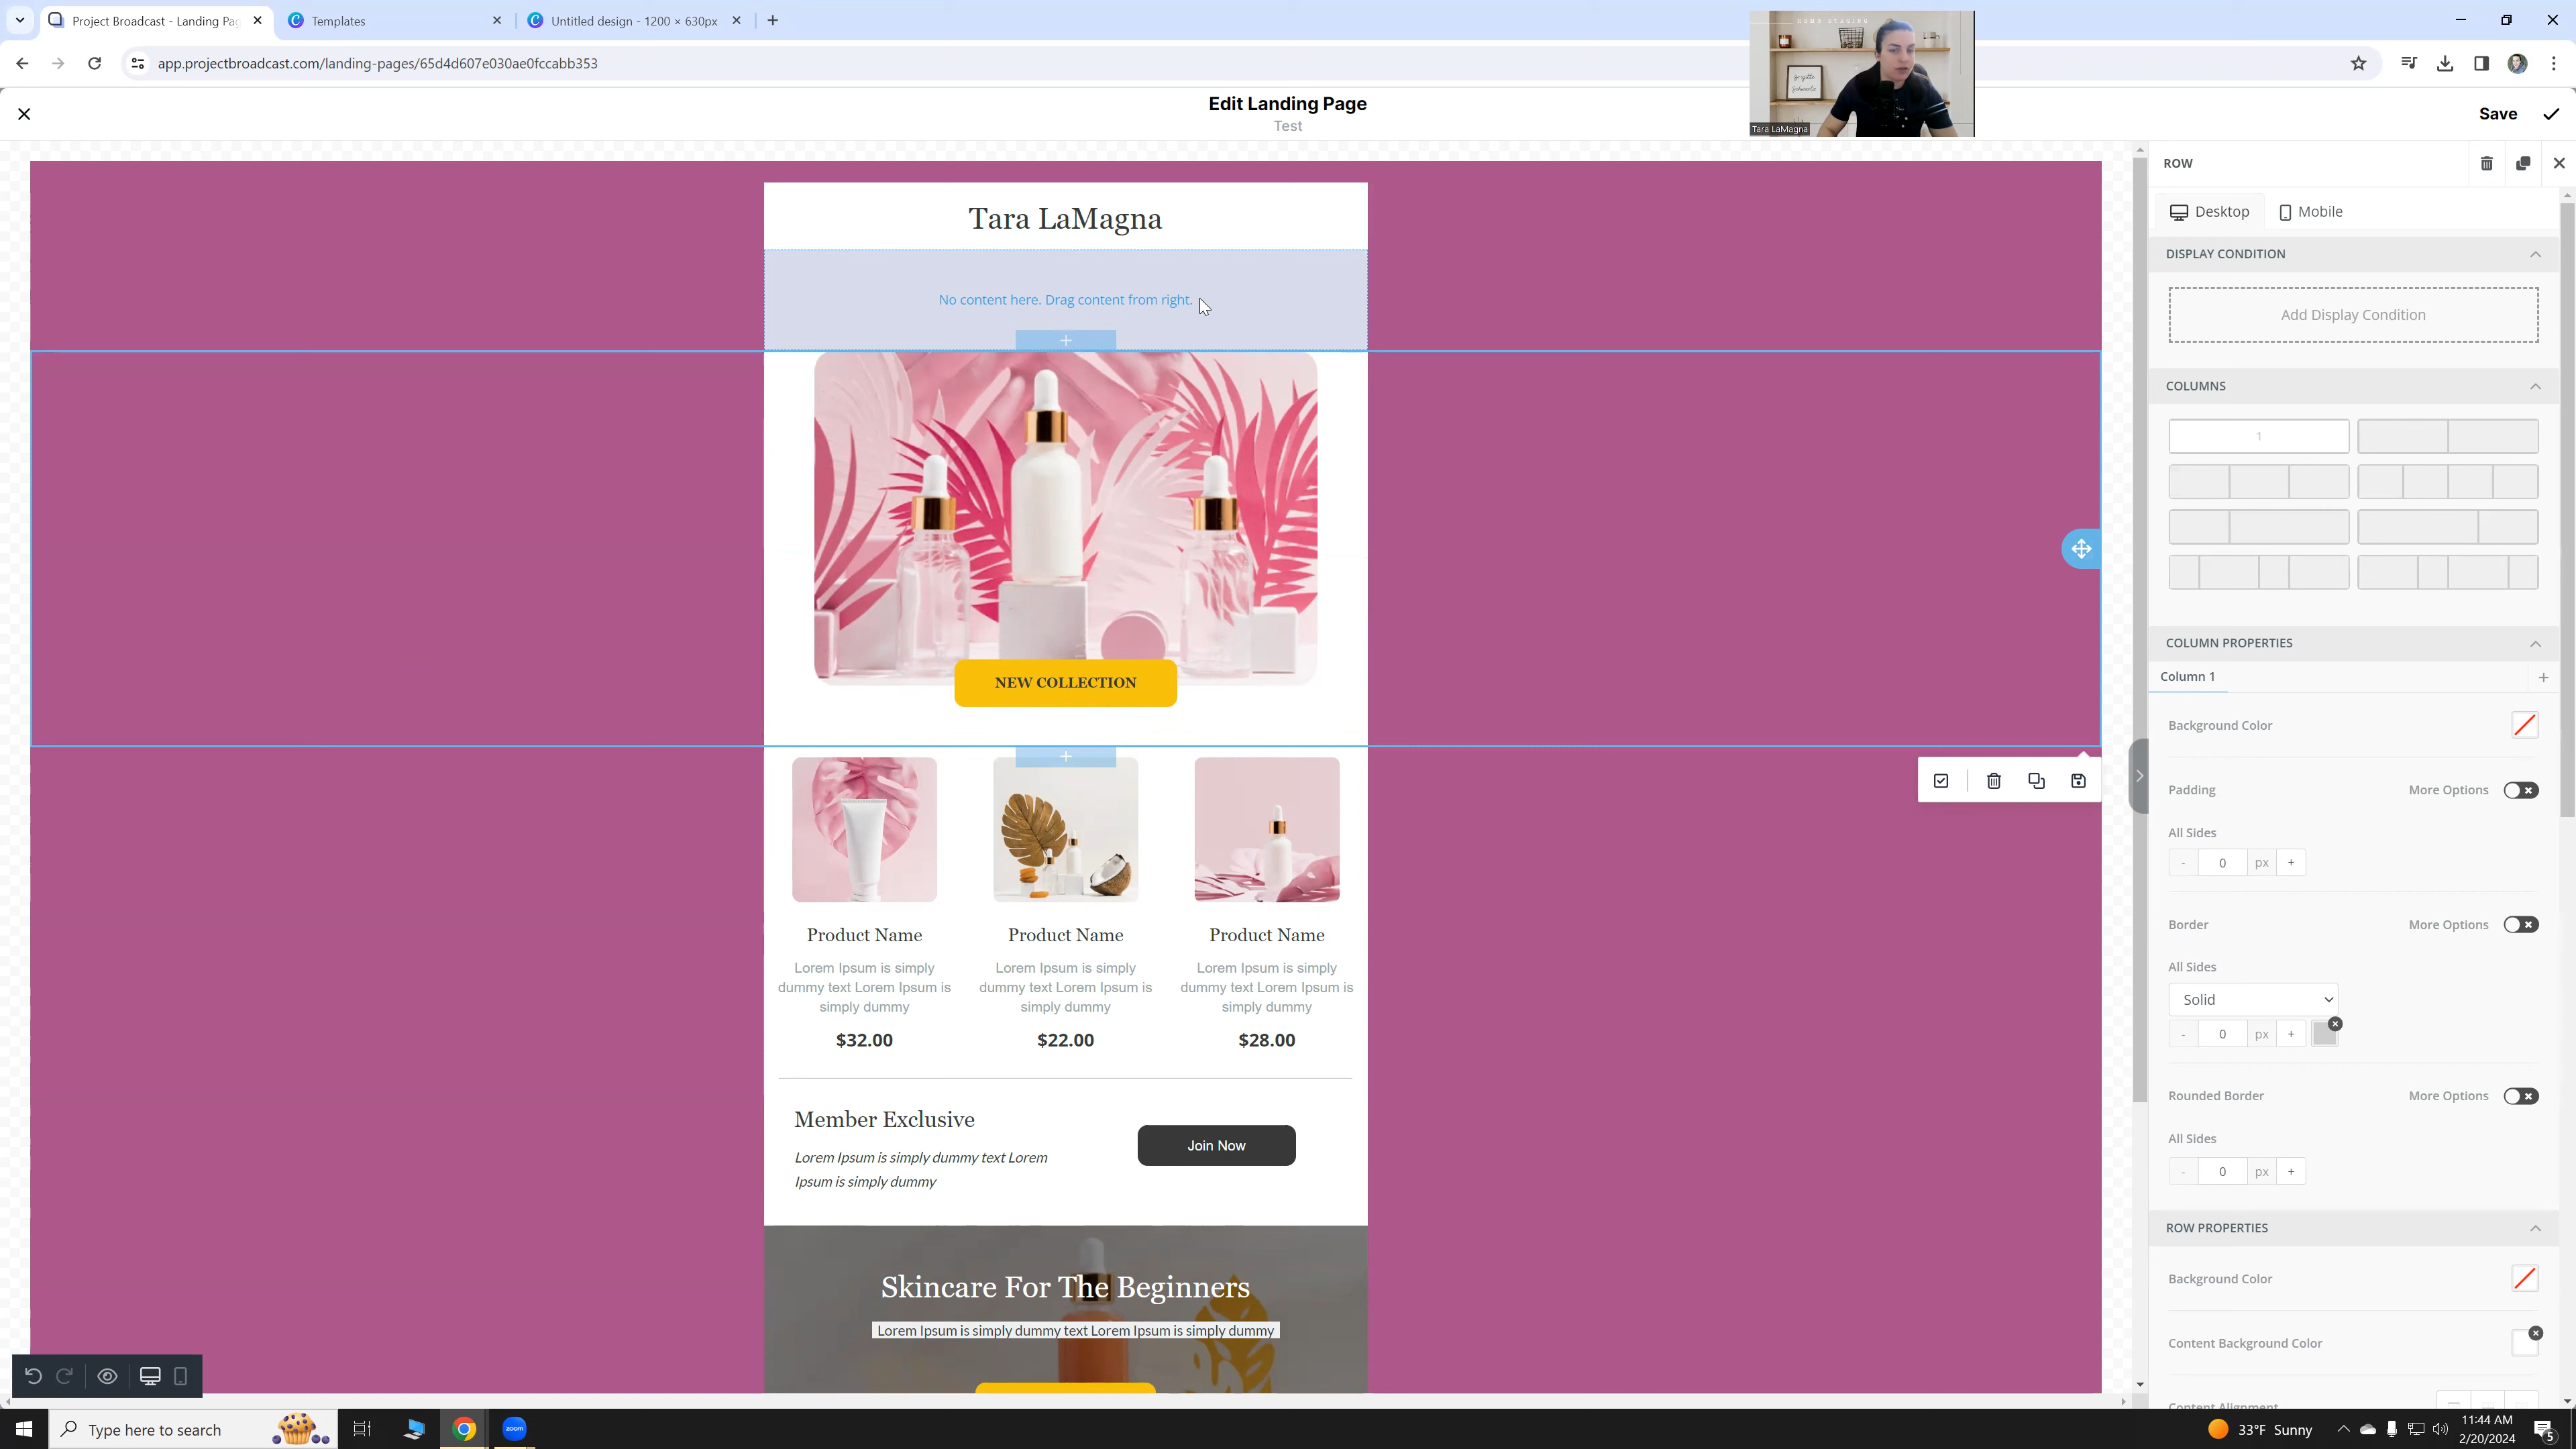 Project Broadcast - Landing Pag
Templates
Untitled design - 1200 × 630px
app.projectbroadcast.com/landing-pages/65d4d607e030ae0fccabb353
HOME STAGING
Tara LaMagna
Edit Landing Page
Test
Save
ROW
Desktop
Mobile
DISPLAY CONDITION
Add Display Condition
COLUMNS
1
COLUMN PROPERTIES
Column 1
Background Color
Padding
More Options
All Sides
- 0 px +
Border
More Options
All Sides
Solid
- 0 px +
Rounded Border
More Options
All Sides
- 0 px +
ROW PROPERTIES
Background Color
Content Background Color
Content Alignment
Tara LaMagna
No content here. Drag content from right.
NEW COLLECTION
Product Name
Lorem Ipsum is simply
dummy text Lorem Ipsum is
simply dummy
$32.00
Product Name
Lorem Ipsum is simply
dummy text Lorem Ipsum is
simply dummy
$22.00
Product Name
Lorem Ipsum is simply
dummy text Lorem Ipsum is
simply dummy
$28.00
Member Exclusive
Lorem Ipsum is simply dummy text Lorem
Ipsum is simply dummy
Join Now
Skincare For The Beginners
Lorem Ipsum is simply dummy text Lorem Ipsum is simply dummy
Type here to search
zoom
33°F Sunny
11:44 AM
2/20/2024
5